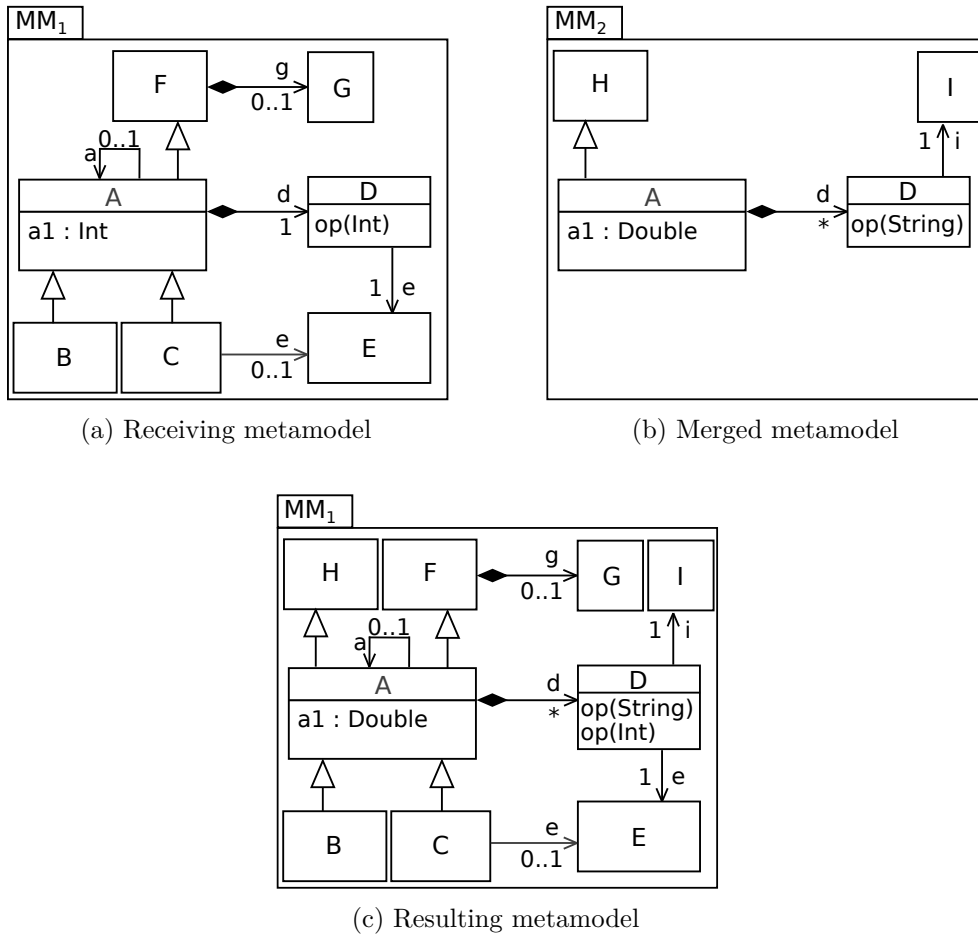 MM₁
F
g
0..1
G
0..1
a
A
a1 : Int
d
1
D
op(Int)
1
e
B
C
e
0..1
E
(a) Receiving metamodel
MM₂
H
I
1
i
A
a1 : Double
d
*
D
op(String)
(b) Merged metamodel
MM₁
H
F
g
0..1
G
I
0..1
a
1
i
A
a1 : Double
d
*
D
op(String)
op(Int)
1
e
B
C
e
0..1
E
(c) Resulting metamodel